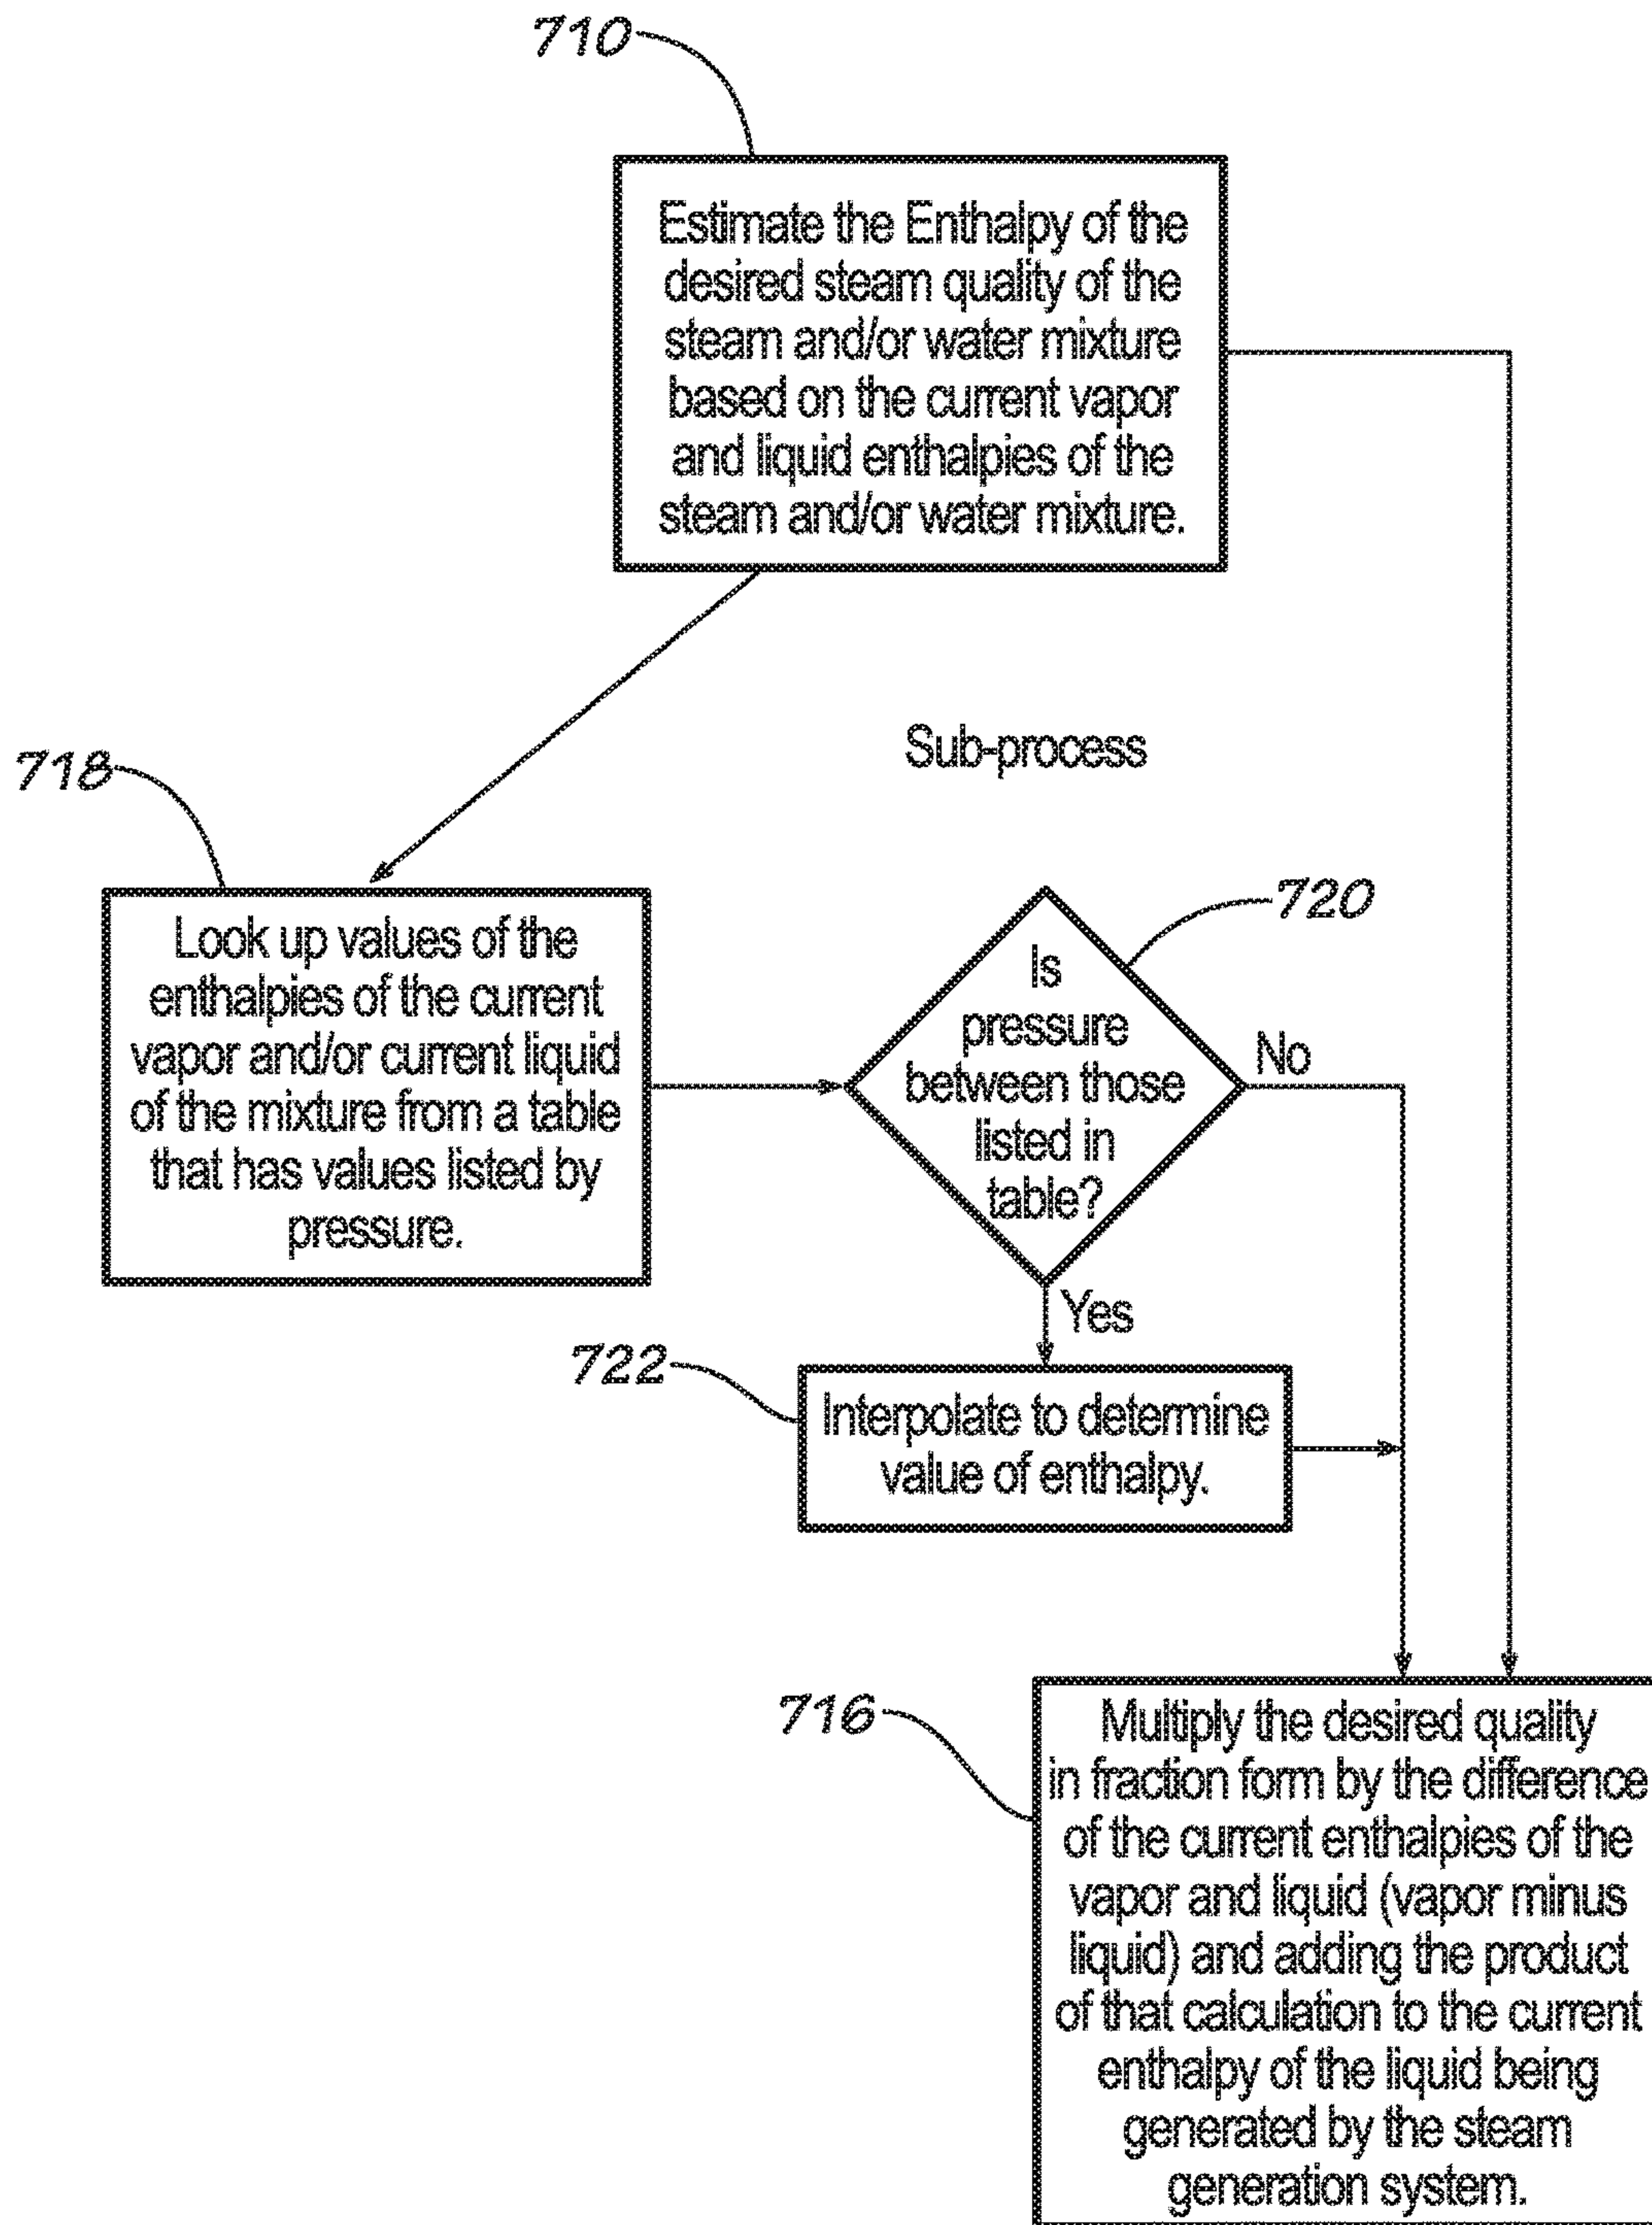 710
Estimate the Enthalpy of the
desired steam quality of the
steam and/or water mixture
based on the current vapor
and liquid enthalpies of the
steam and/or water mixture.
Sub-process
718
Look up values of the
enthalpies of the current
vapor and/or current liquid
of the mixture from a table
that has values listed by
pressure.
720
Is
pressure
between those
listed in
table?
No
Yes
722
Interpolate to determine
value of enthalpy.
716
Multiply the desired quality
in fraction form by the difference
of the current enthalpies of the
vapor and liquid (vapor minus
liquid) and adding the product
of that calculation to the current
enthalpy of the liquid being
generated by the steam
generation system.